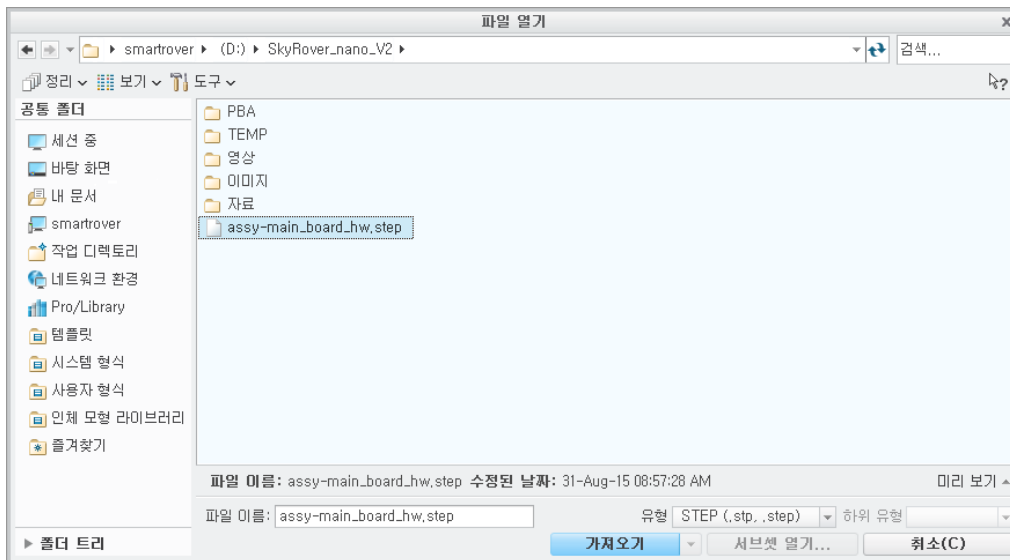 파일 열기
smartrover (D:) SkyRover_nano_V2
검색...
정리 보기 도구
공통 폴더
세션 중
바탕 화면
내 문서
smartrover
작업 디렉토리
네트워크 환경
Pro/Library
템플릿
시스템 형식
사용자 형식
인체 모형 라이브러리
즐겨찾기
PBA
TEMP
영상
이미지
자료
assy-main_board_hw.step
파일 이름: assy-main_board_hw.step 수정된 날짜: 31-Aug-15 08:57:28 AM
미리 보기
파일 이름: assy-main_board_hw.step
유형 STEP (.stp, .step) 하위 유형
폴더 트리
가져오기 서브셋 열기... 취소(C)